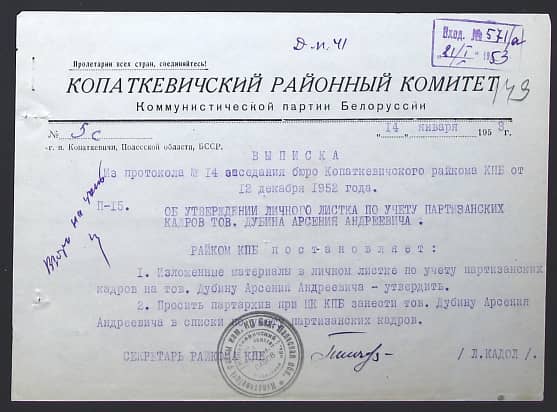 Д.п. 41
Вход. № 571/а
21/I 1953
Пролетарии всех стран, соединяйтесь!
КОПАТКЕВИЧСКИЙ РАЙОННЫЙ КОМИТЕТ
Коммунистической партии Белоруссии
№ 5с
"14 января 1953 г.
г. п. Копаткевичи, Полесской области, БССР.
ВЫПИСКА
Из протокола № 14 заседания бюро Копаткевичского райкома КПБ от
12 декабря 1952 года.
П-15. ОБ УТВЕРЖДЕНИИ ЛИЧНОГО ЛИСТКА ПО УЧЕТУ ПАРТИЗАНСКИХ
КАДРОВ ТОВ. ДУБИНА АРСЕНИЯ АНДРЕЕВИЧА .
РАЙКОМ КПБ постановляет:
1. Изложенные материалы в личном листке по учету партизанских
кадров на тов. Дубину Арсения Андреевича - утвердить.
2. Просить партархив при ЦК КПБ занести тов. Дубину Арсения
Андреевича в списки партизанских кадров.
СЕКРЕТАРЬ РАЙКОМА КПБ
/Л.КАДОЛ/